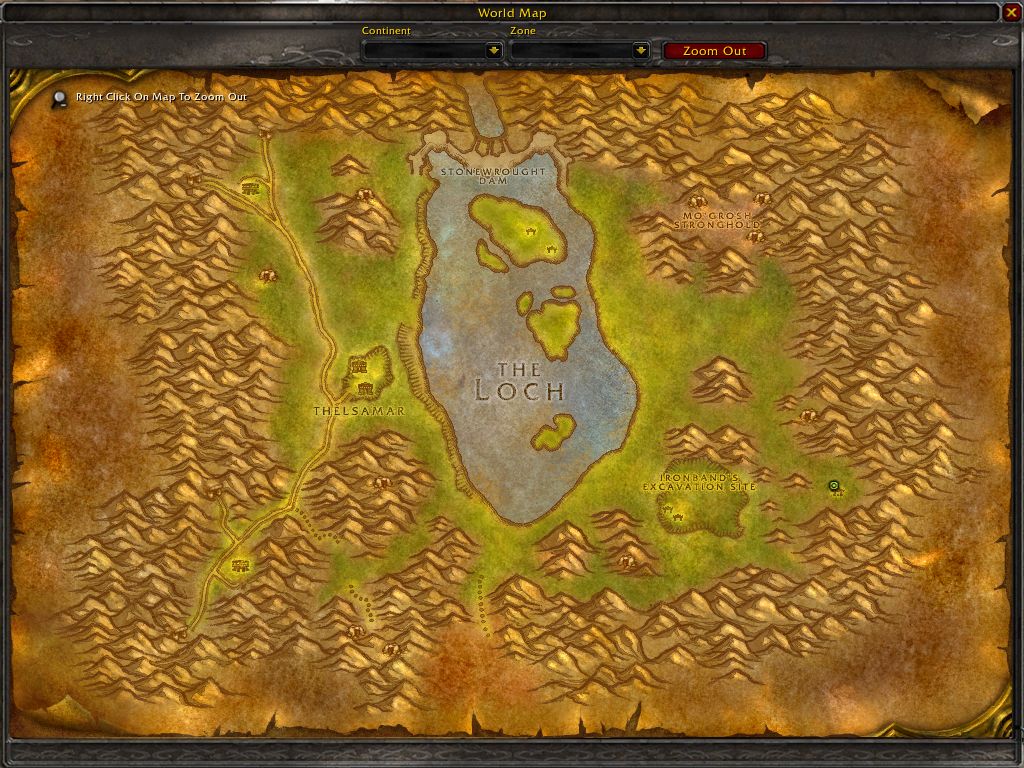 World Map
Continent
Zone
Zoom Out
Right Click On Map To Zoom Out
STONEWROUGHT
DAM
MO'GROSH
STRONGHOLD
THE
LOCH
THELSAMAR
IRONBAND'S
EXCAVATION SITE